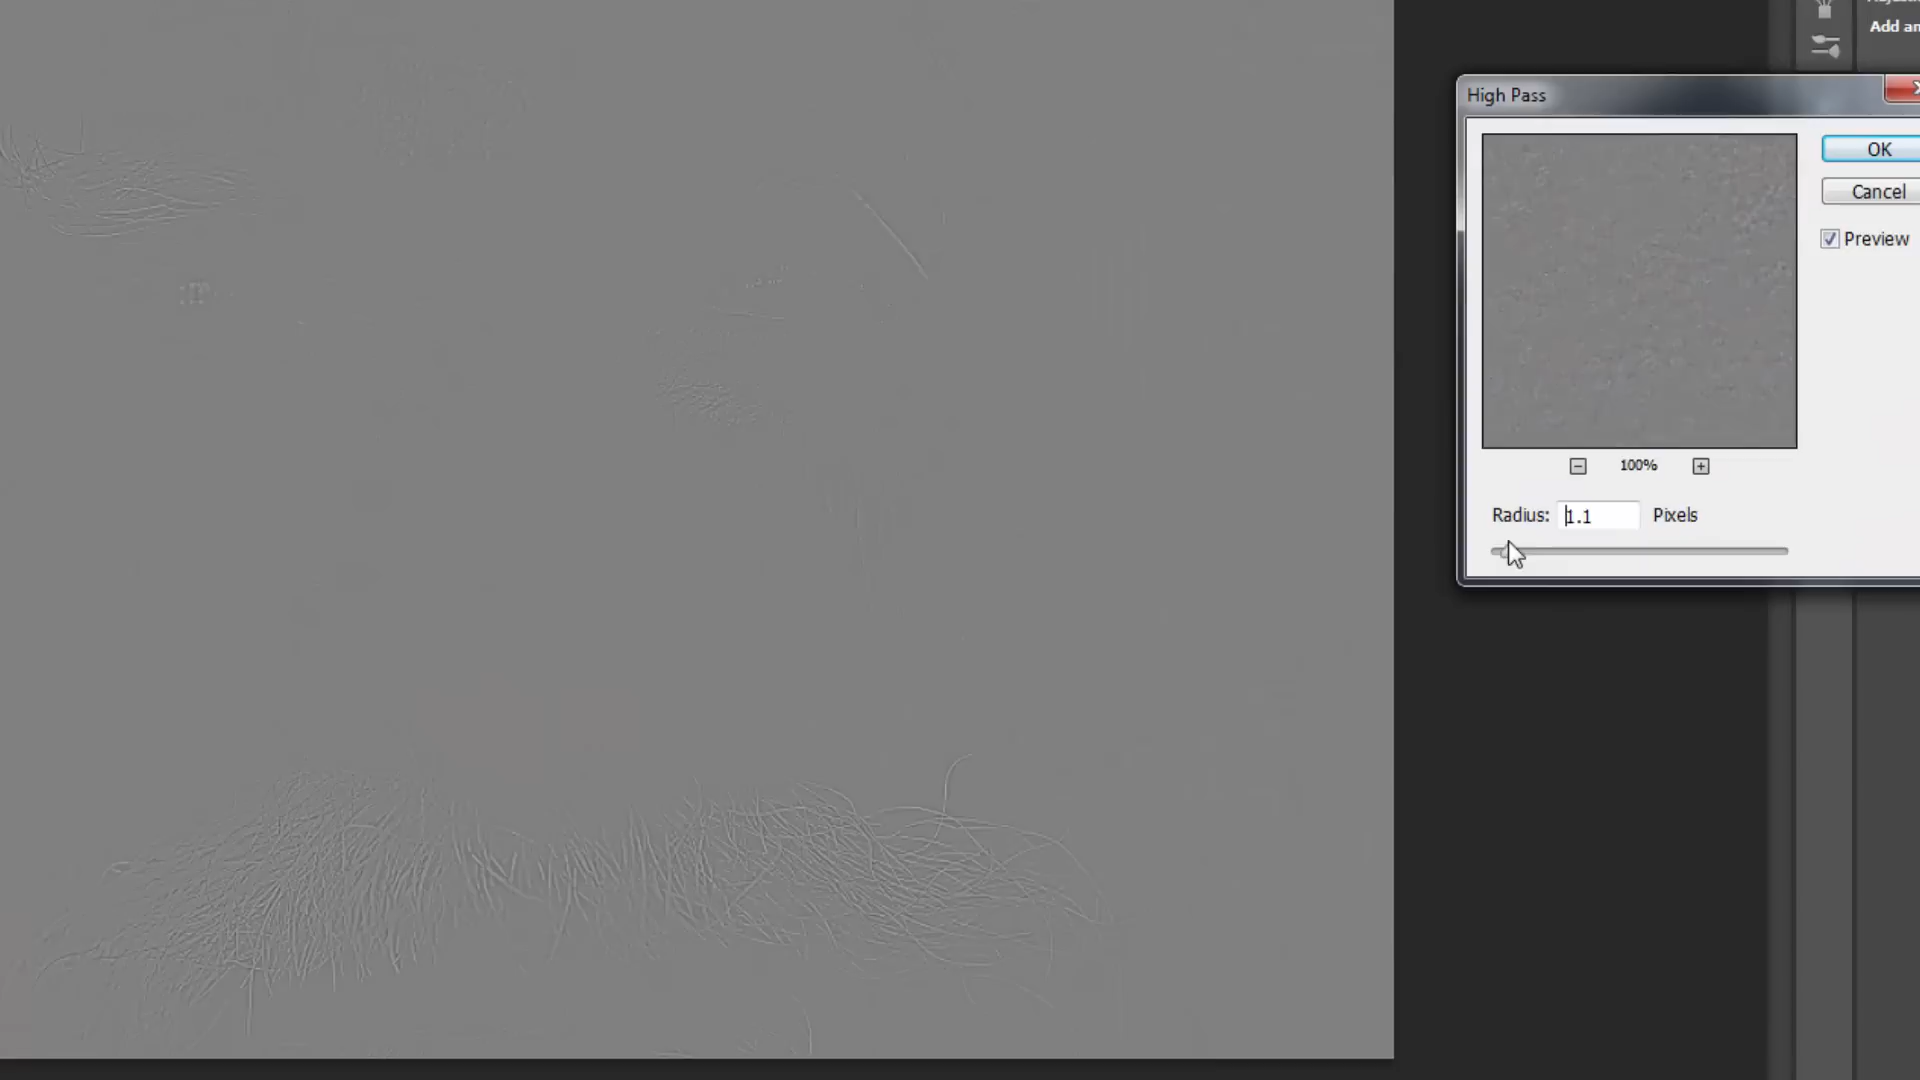 Add an
High Pass
OK
Cancel
Preview
100%
Radius: 1.1 Pixels